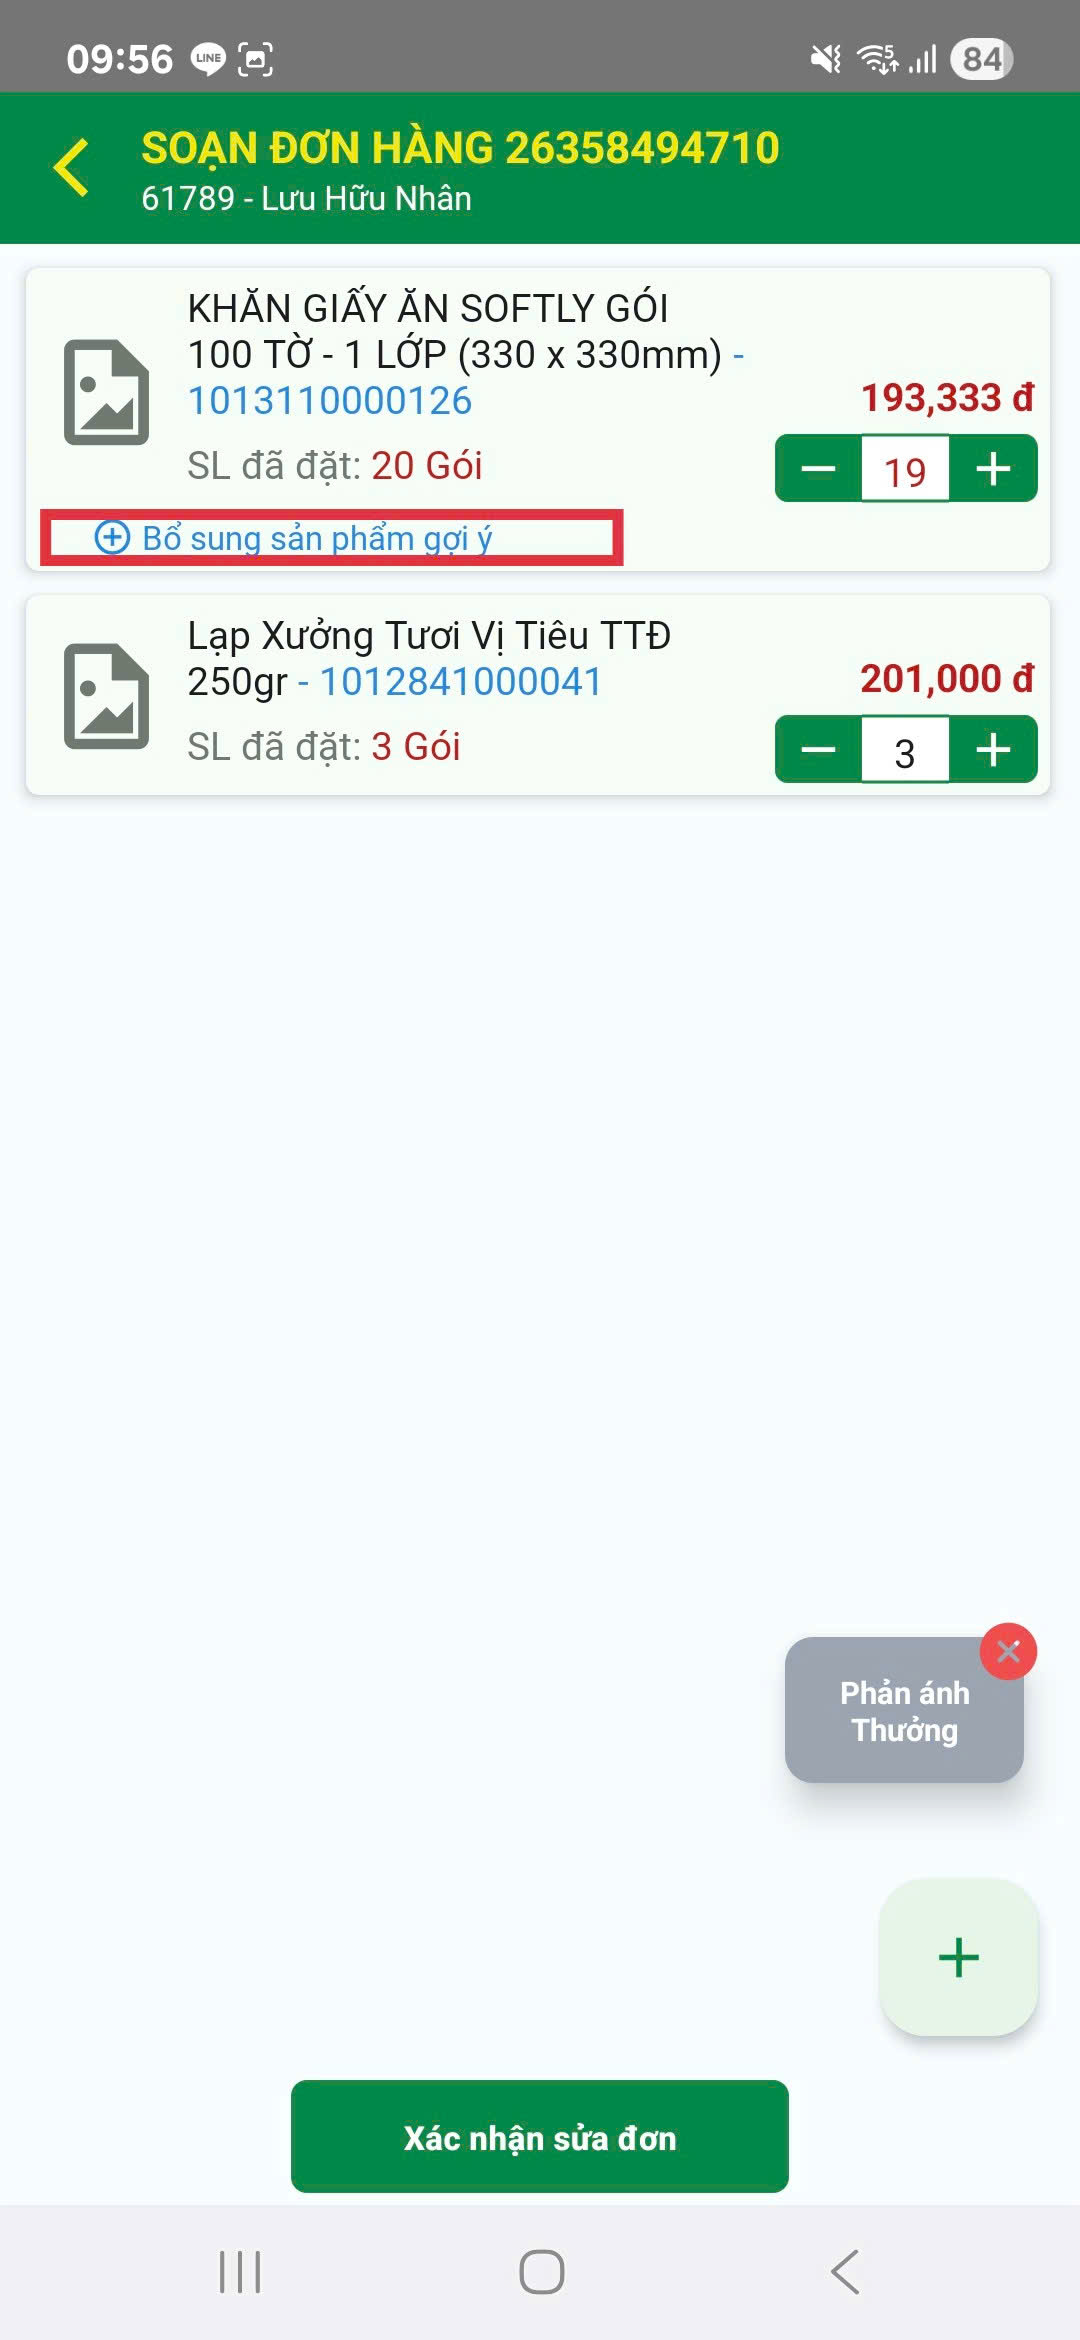 09:56 LINE 5 84
SOẠN ĐƠN HÀNG 26358494710
61789 - Lưu Hữu Nhân
KHĂN GIẤY ĂN SOFTLY GÓI
100 TỜ - 1 LỚP (330 x 330mm) -
1013110000126
193,333 đ
SL đã đặt: 20 Gói
19
Bổ sung sản phẩm gợi ý
Lạp Xưởng Tươi Vị Tiêu TTĐ
250gr - 1012841000041
201,000 đ
SL đã đặt: 3 Gói
3
Phản ánh
Thưởng
Xác nhận sửa đơn